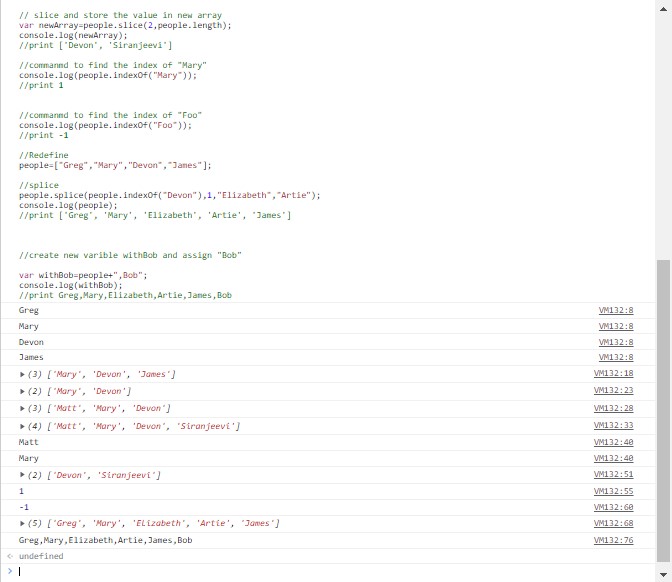 // slice and store the value in new array
var newArray=people.slice(2,people.length);
console.log(newArray);
//print ['Devon', 'Siranjeevi']
//commanmd to find the index of "Mary"
console.log(people.indexOf("Mary"));
//print 1
//commanmd to find the index of "Foo"
console.log(people.indexOf("Foo"));
//print -1
//Redefine
people=["Greg","Mary","Devon","James"];
//splice
people.splice(people.indexOf("Devon"),1,"Elizabeth","Artie");
console.log(people);
//print ['Greg', 'Mary', 'Elizabeth', 'Artie', 'James']
//create new varible withBob and assign "Bob"
var withBob=people+",Bob";
console.log(withBob);
//print Greg,Mary,Elizabeth,Artie,James,Bob
Greg VM132:8
Mary VM132:8
Devon VM132:8
James VM132:8
(3) ['Mary', 'Devon', 'James'] VM132:18
(2) ['Mary', 'Devon'] VM132:23
(3) ['Matt', 'Mary', 'Devon'] VM132:28
(4) ['Matt', 'Mary', 'Devon', 'Siranjeevi'] VM132:33
Matt VM132:40
Mary VM132:40
(2) ['Devon', 'Siranjeevi'] VM132:51
1 VM132:55
-1 VM132:60
(5) ['Greg', 'Mary', 'Elizabeth', 'Artie', 'James'] VM132:68
Greg,Mary,Elizabeth,Artie,James,Bob VM132:76
undefined